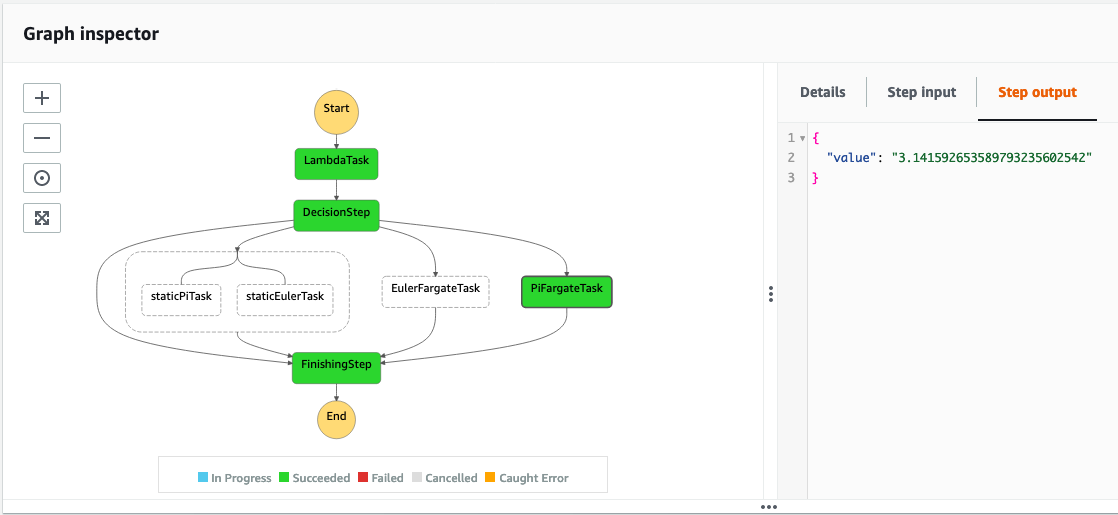 Graph inspector
Start
LambdaTask
DecisionStep
staticPiTask
staticEulerTask
EulerFargateTask
PiFargateTask
FinishingStep
End
In Progress
Succeeded
Failed
Cancelled
Caught Error
Details
Step input
Step output
1 {
2 "value": "3.141592653589793235602542"
3 }